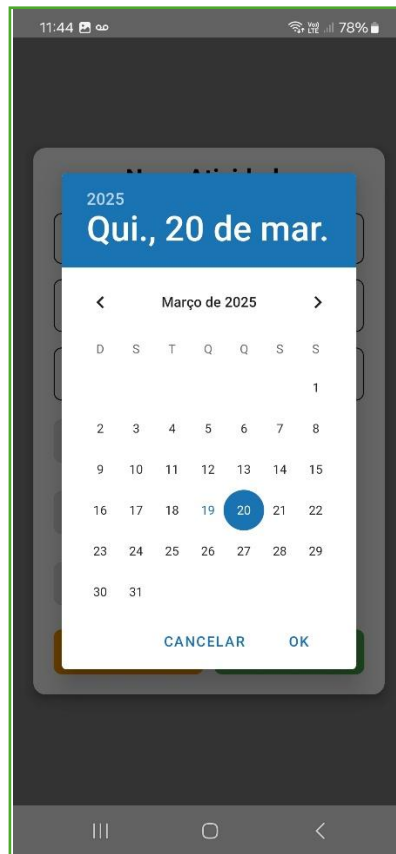 11:44 78%
2025
Qui., 20 de mar.
Março de 2025
D S T Q Q S S
1
2 3 4 5 6 7 8
9 10 11 12 13 14 15
16 17 18 19 20 21 22
23 24 25 26 27 28 29
30 31
CANCELAR OK